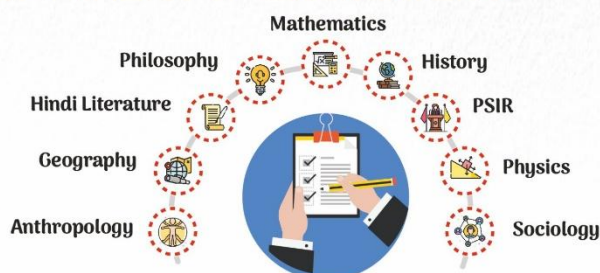 Mathematics
Philosophy
History
Hindi Literature
PSIR
Geography
Physics
Anthropology
Sociology